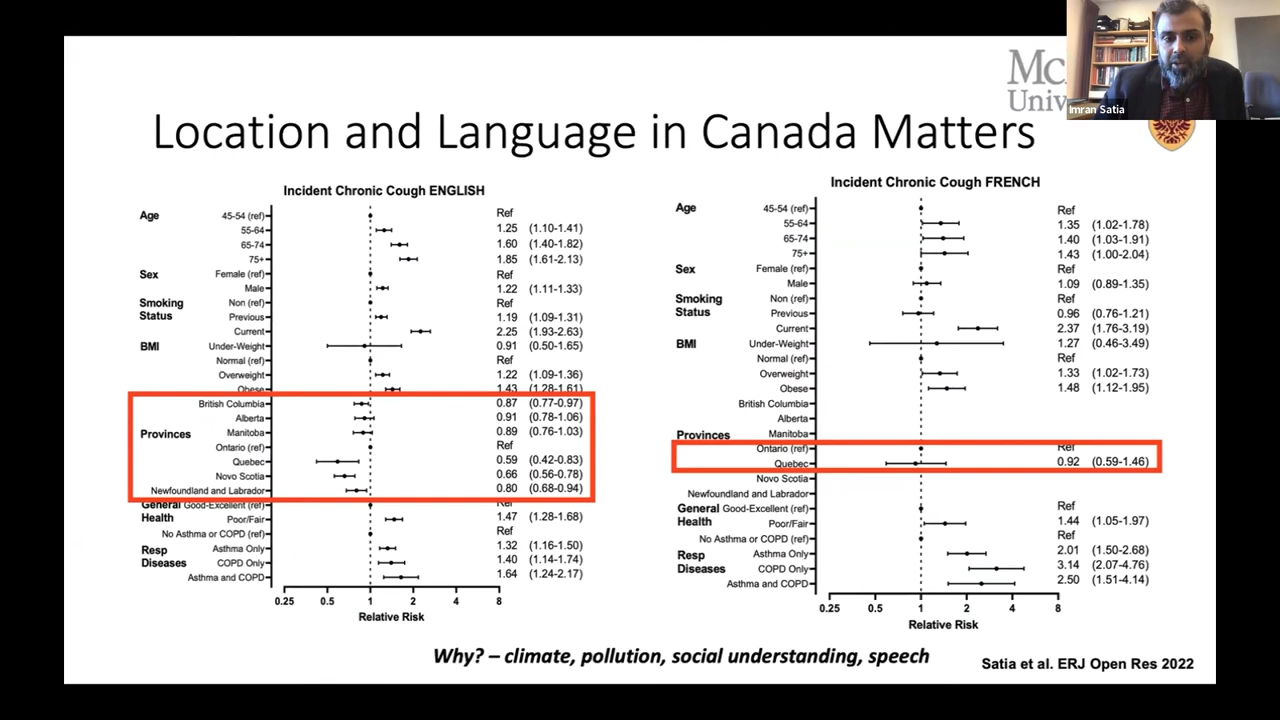 Mc
Univ
Imran Satia
Location and Language in Canada Matters
Incident Chronic Cough ENGLISH
Age 45-54 (ref) Ref
55-64 1.25 (1.10-1.41)
65-74 1.60 (1.40-1.82)
75+ 1.85 (1.61-2.13)
Sex Female (ref) Ref
Male 1.22 (1.11-1.33)
Smoking Status Non (ref) Ref
Previous 1.19 (1.09-1.31)
Current 2.25 (1.93-2.63)
BMI Under-Weight 0.91 (0.50-1.65)
Normal (ref) Ref
Overweight 1.22 (1.09-1.36)
Obese 1.43 (1.28-1.61)
British Columbia 0.87 (0.77-0.97)
Alberta 0.91 (0.78-1.06)
Provinces Manitoba 0.89 (0.76-1.03)
Ontario (ref) Ref
Quebec 0.59 (0.42-0.83)
Novo Scotia 0.66 (0.56-0.78)
Newfoundland and Labrador 0.80 (0.68-0.94)
General Health Good-Excellent (ref) Ref
Poor/Fair 1.47 (1.28-1.68)
No Asthma or COPD (ref) Ref
Resp Diseases Asthma Only 1.32 (1.16-1.50)
COPD Only 1.40 (1.14-1.74)
Asthma and COPD 1.64 (1.24-2.17)
0.25 0.5 1 2 4 8
Relative Risk
Incident Chronic Cough FRENCH
Age 45-54 (ref) Ref
55-64 1.35 (1.02-1.78)
65-74 1.40 (1.03-1.91)
75+ 1.43 (1.00-2.04)
Sex Female (ref) Ref
Male 1.09 (0.89-1.35)
Smoking Status Non (ref) Ref
Previous 0.96 (0.76-1.21)
Current 2.37 (1.76-3.19)
BMI Under-Weight 1.27 (0.46-3.49)
Normal (ref) Ref
Overweight 1.33 (1.02-1.73)
Obese 1.48 (1.12-1.95)
British Columbia
Alberta
Provinces Manitoba
Ontario (ref) Ref
Quebec 0.92 (0.59-1.46)
Novo Scotia
Newfoundland and Labrador
General Health Good-Excellent (ref) Ref
Poor/Fair 1.44 (1.05-1.97)
No Asthma or COPD (ref) Ref
Resp Diseases Asthma Only 2.01 (1.50-2.68)
COPD Only 3.14 (2.07-4.76)
Asthma and COPD 2.50 (1.51-4.14)
0.25 0.5 1 2 4 8
Relative Risk
Why? – climate, pollution, social understanding, speech
Satia et al. ERJ Open Res 2022